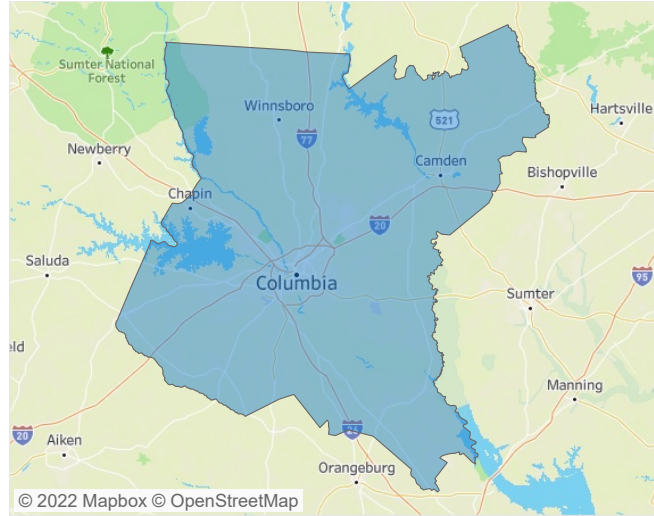 Sumter National
Forest
Winnsboro
77
521
Hartsville
Newberry
Camden
Bishopville
Chapin
20
Saluda
95
Columbia
Sumter
Manning
20
26
Aiken
Orangeburg
© 2022 Mapbox © OpenStreetMap